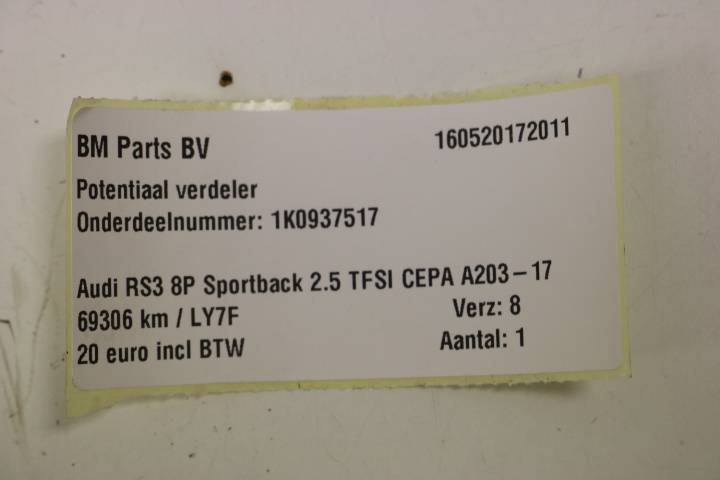 BM Parts BV 160520172011
Potentiaal verdeler
Onderdeelnummer: 1K0937517
Audi RS3 8P Sportback 2.5 TFSI CEPA A203-17
69306 km / LY7F Verz: 8
20 euro incl BTW Aantal: 1